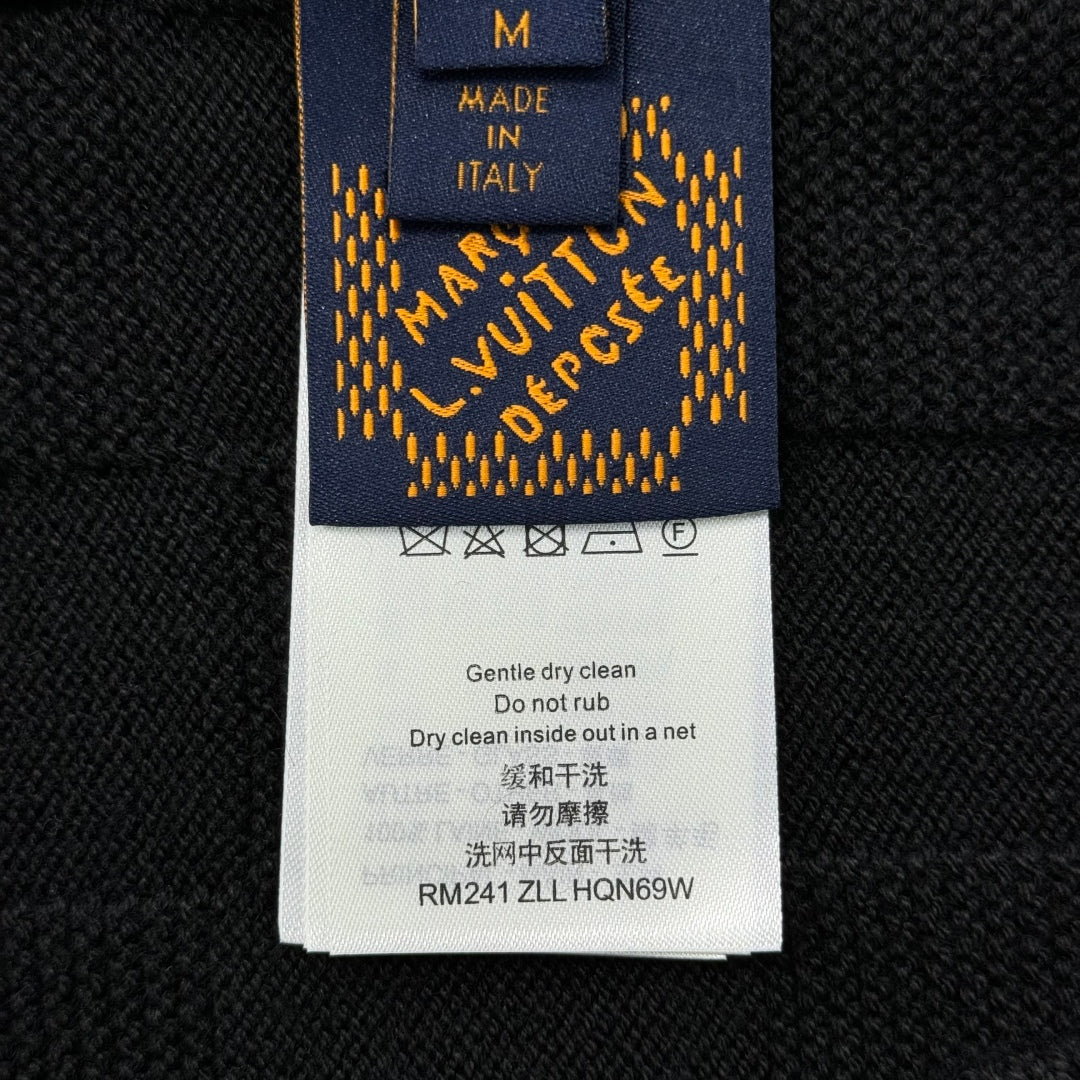 M
MADE
IN
ITALY
MARQ
L.VUITTON
DÉPOSÉE
F
Gentle dry clean
Do not rub
Dry clean inside out in a net
缓和干洗
请勿摩擦
洗网中反面干洗
RM241 ZLL HQN69W